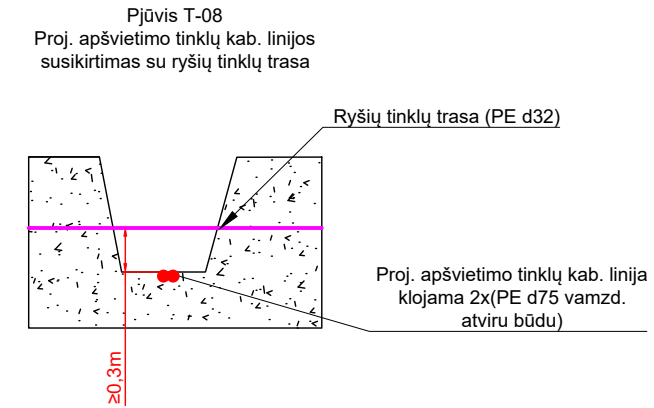 Pjūvis T-08
Proj. apšvietimo tinklų kab. linijos
susikirtimas su ryšių tinklų trasa
Ryšių tinklų trasa (PE d32)
Proj. apšvietimo tinklų kab. linija
klojama 2x(PE d75 vamzd.
atviru būdu)
≥0,3m